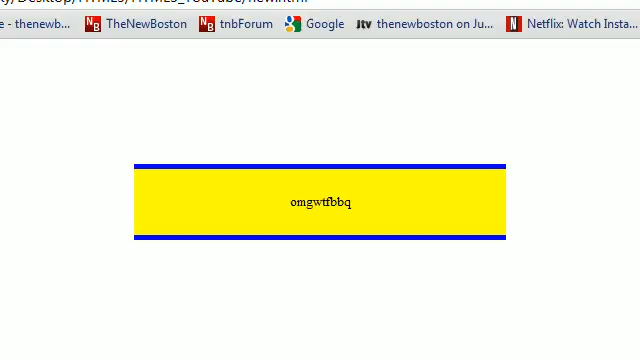 e - thenewb...
TheNewBoston
tnbForum
Google
thenewboston on Ju...
Netflix: Watch Insta...
omgwtfbbq